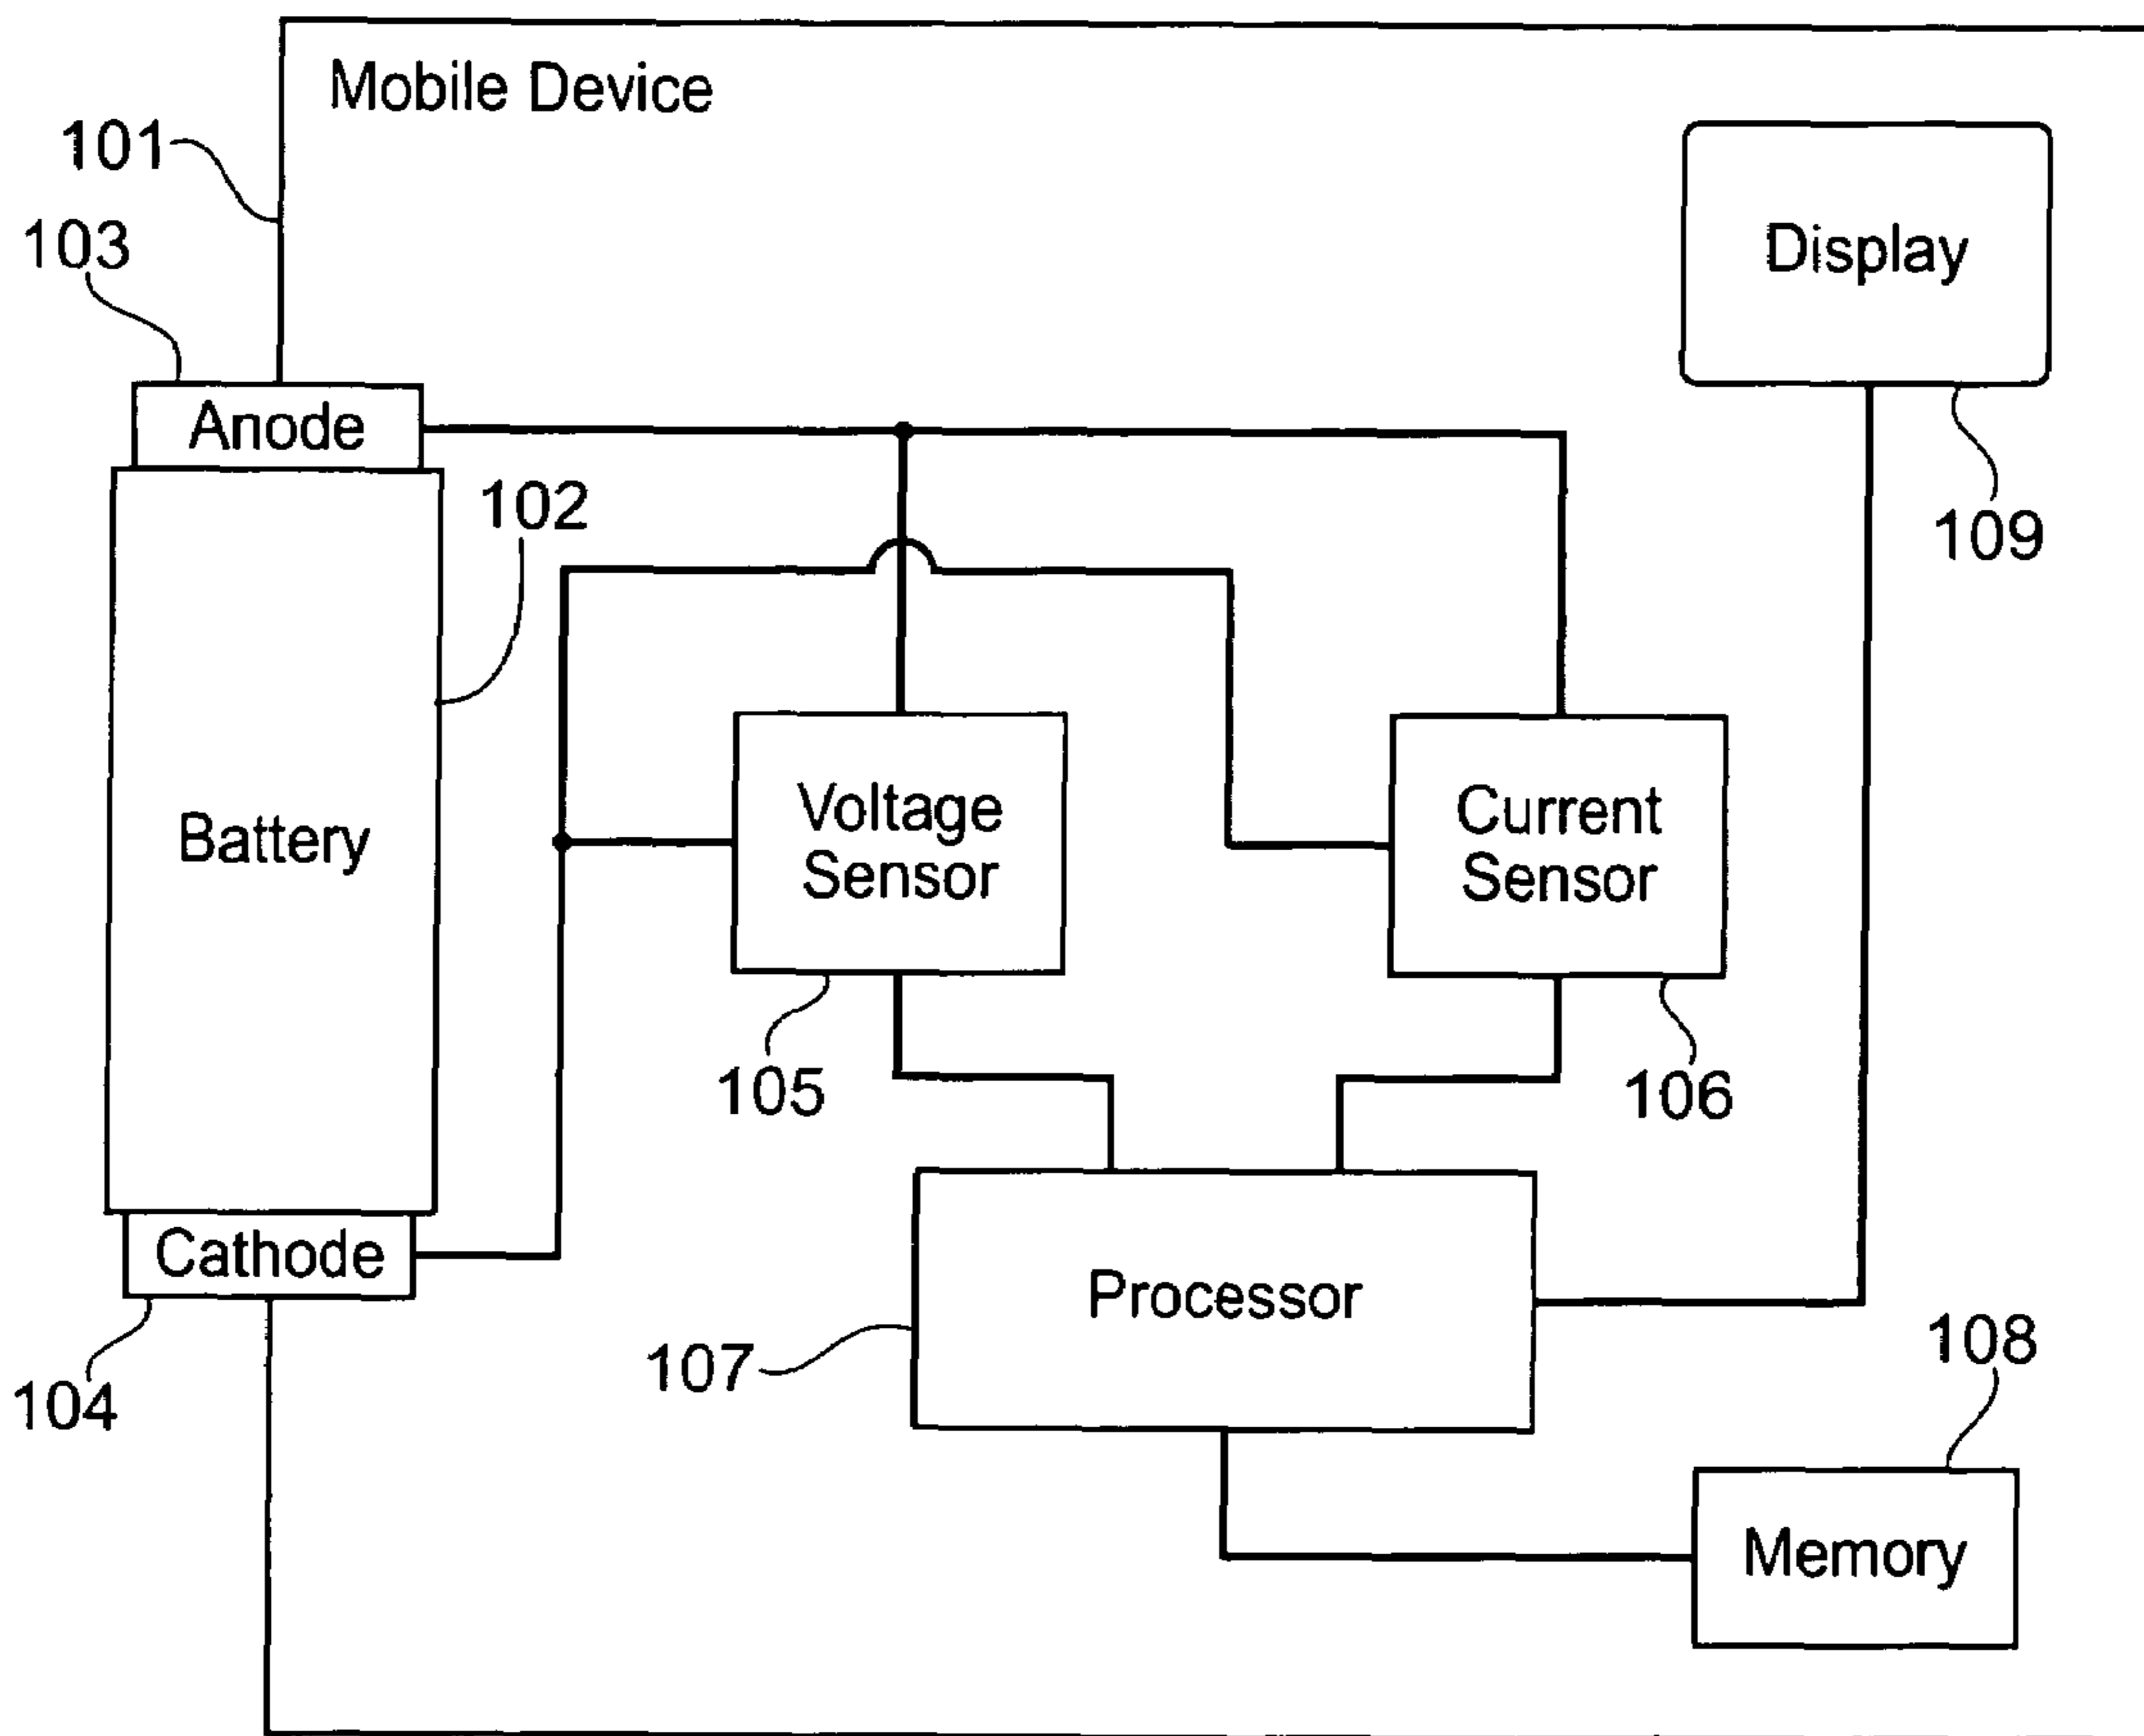 Mobile Device
101
103
Display
Anode
102
109
Voltage
Sensor
Current
Sensor
Battery
105
106
Cathode
Processor
107
108
104
Memory